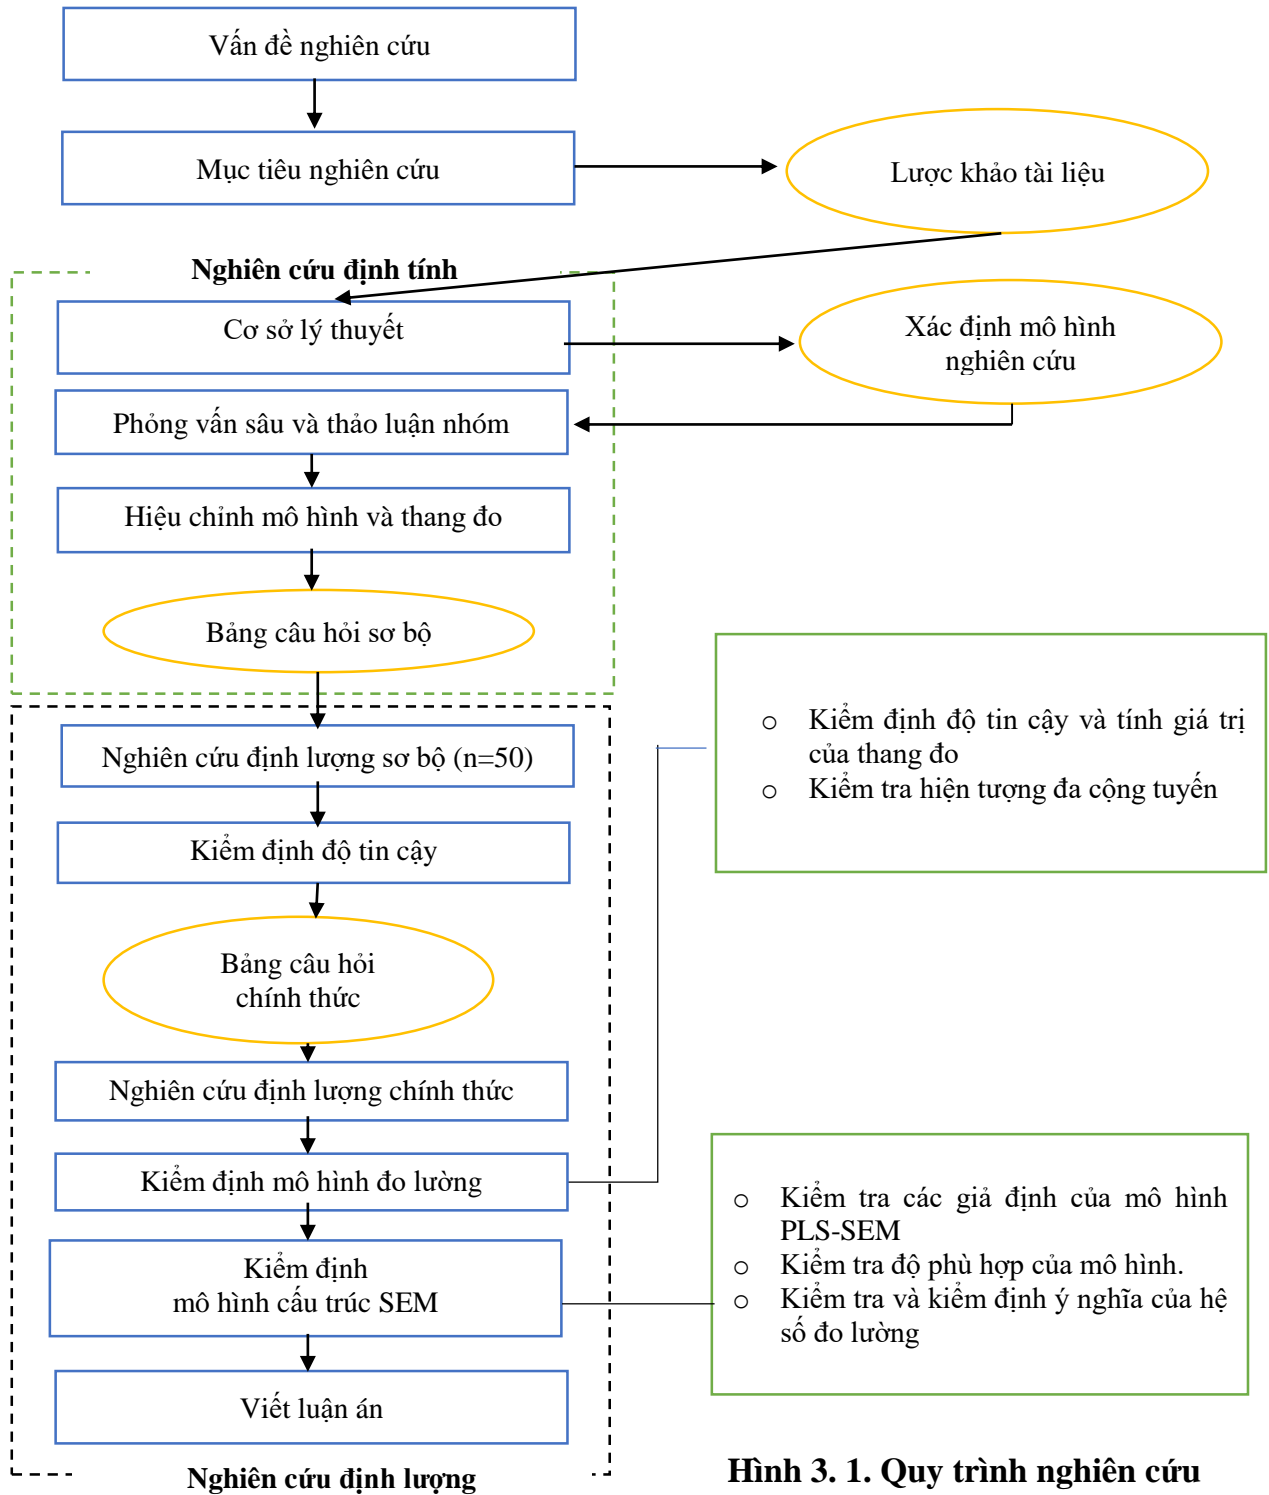 Vấn đề nghiên cứu
Mục tiêu nghiên cứu
Lược khảo tài liệu
Nghiên cứu định tính
Cơ sở lý thuyết
Xác định mô hình
nghiên cứu
Phỏng vấn sâu và thảo luận nhóm
Hiệu chỉnh mô hình và thang đo
Bảng câu hỏi sơ bộ
Nghiên cứu định lượng sơ bộ (n=50)
o Kiểm định độ tin cậy và tính giá trị
của thang đo
o Kiểm tra hiện tượng đa cộng tuyến
Kiểm định độ tin cậy
Bảng câu hỏi
chính thức
Nghiên cứu định lượng chính thức
Kiểm định mô hình đo lường
o Kiểm tra các giả định của mô hình
PLS-SEM
o Kiểm tra độ phù hợp của mô hình.
o Kiểm tra và kiểm định ý nghĩa của hệ
số đo lường
Kiểm định
mô hình cấu trúc SEM
Viết luận án
Nghiên cứu định lượng
Hình 3. 1. Quy trình nghiên cứu